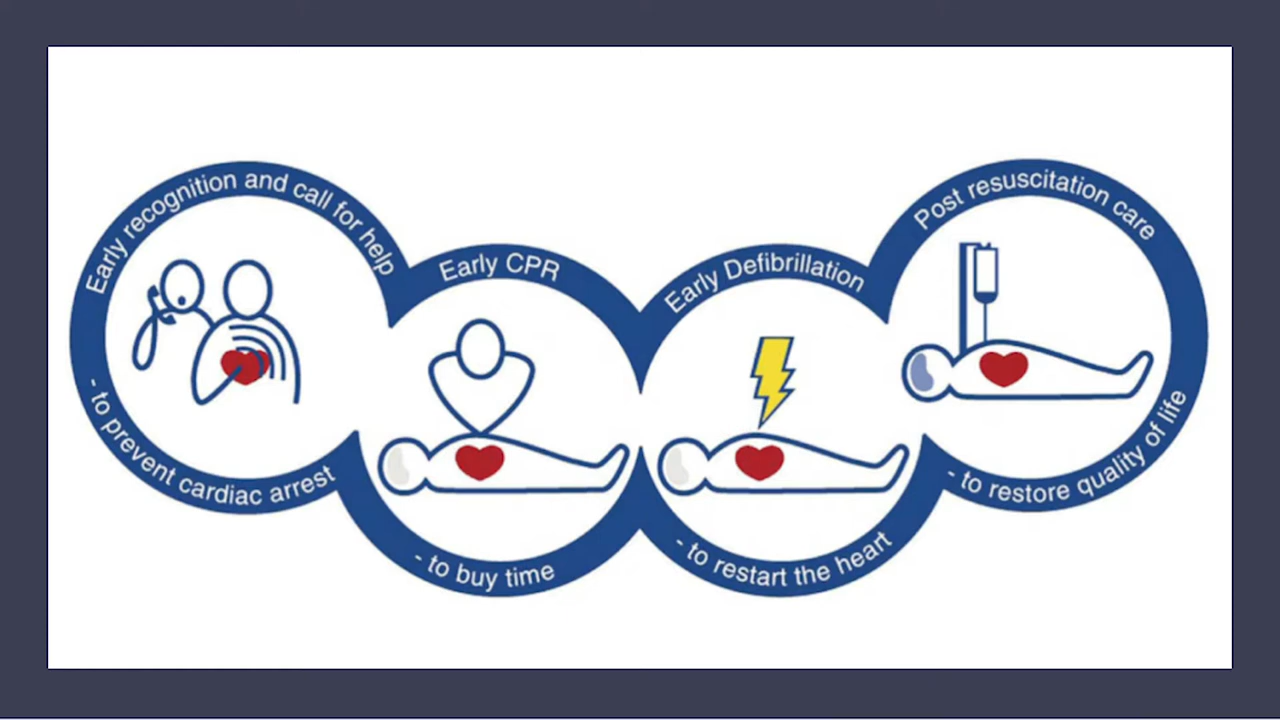 Early recognition and call for help
- to prevent cardiac arrest
Early CPR
- to buy time
Early Defibrillation
- to restart the heart
Post resuscitation care
- to restore quality of life